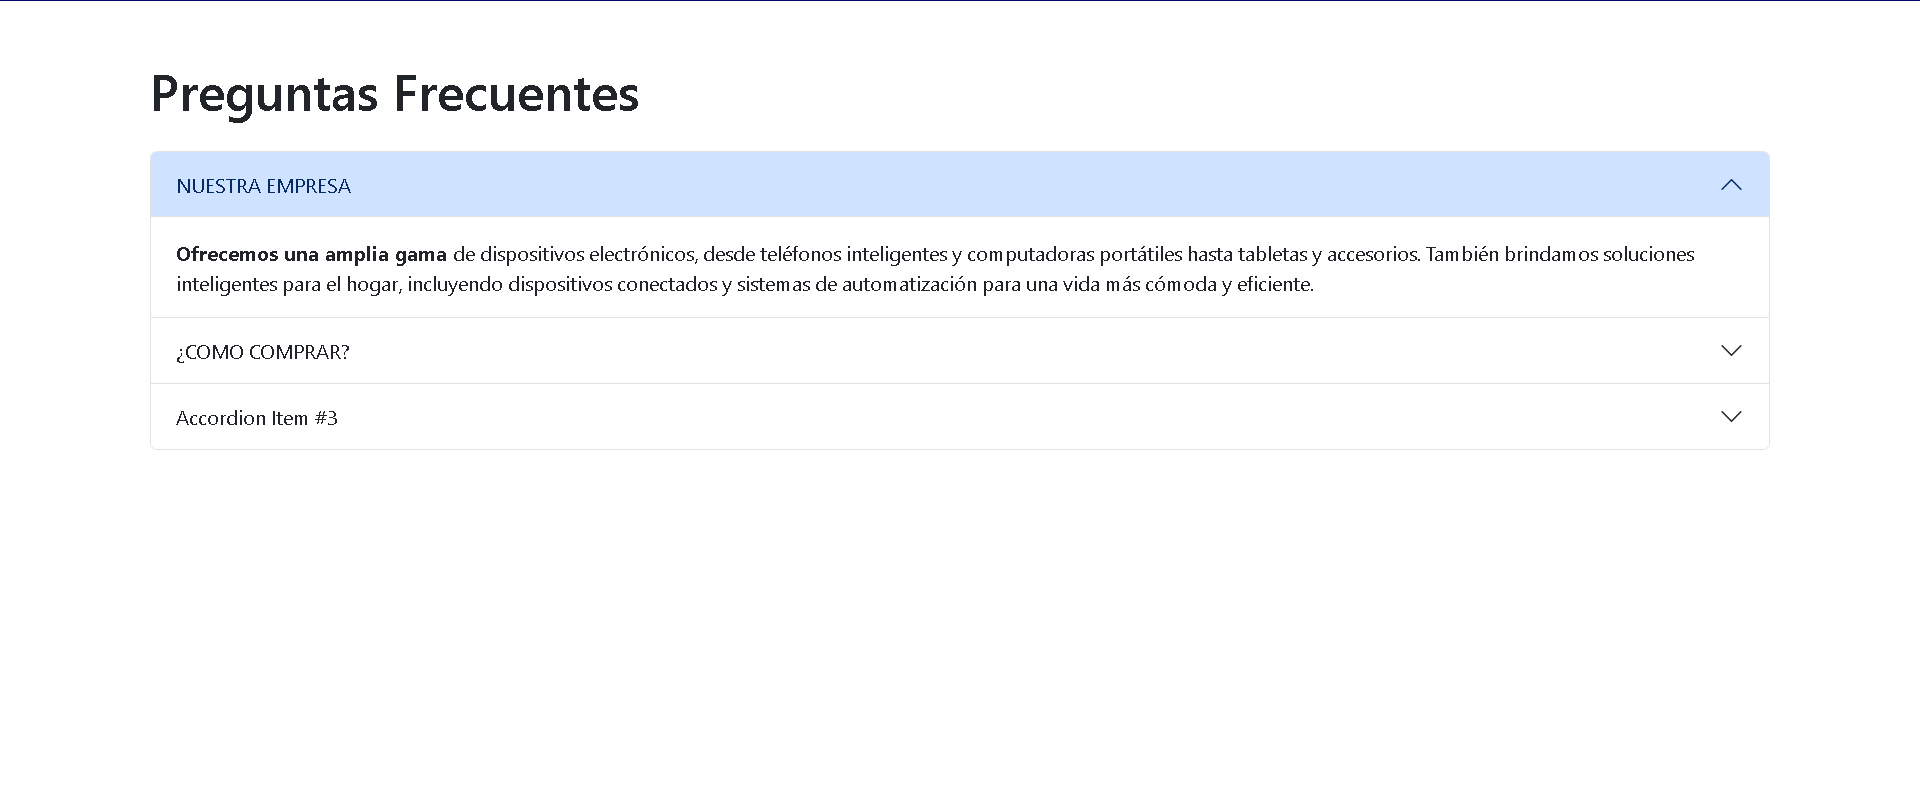 Preguntas Frecuentes
NUESTRA EMPRESA
Ofrecemos una amplia gama de dispositivos electrónicos, desde teléfonos inteligentes y computadoras portátiles hasta tabletas y accesorios. También brindamos soluciones
inteligentes para el hogar, incluyendo dispositivos conectados y sistemas de automatización para una vida más cómoda y eficiente.
¿COMO COMPRAR?
Accordion Item #3